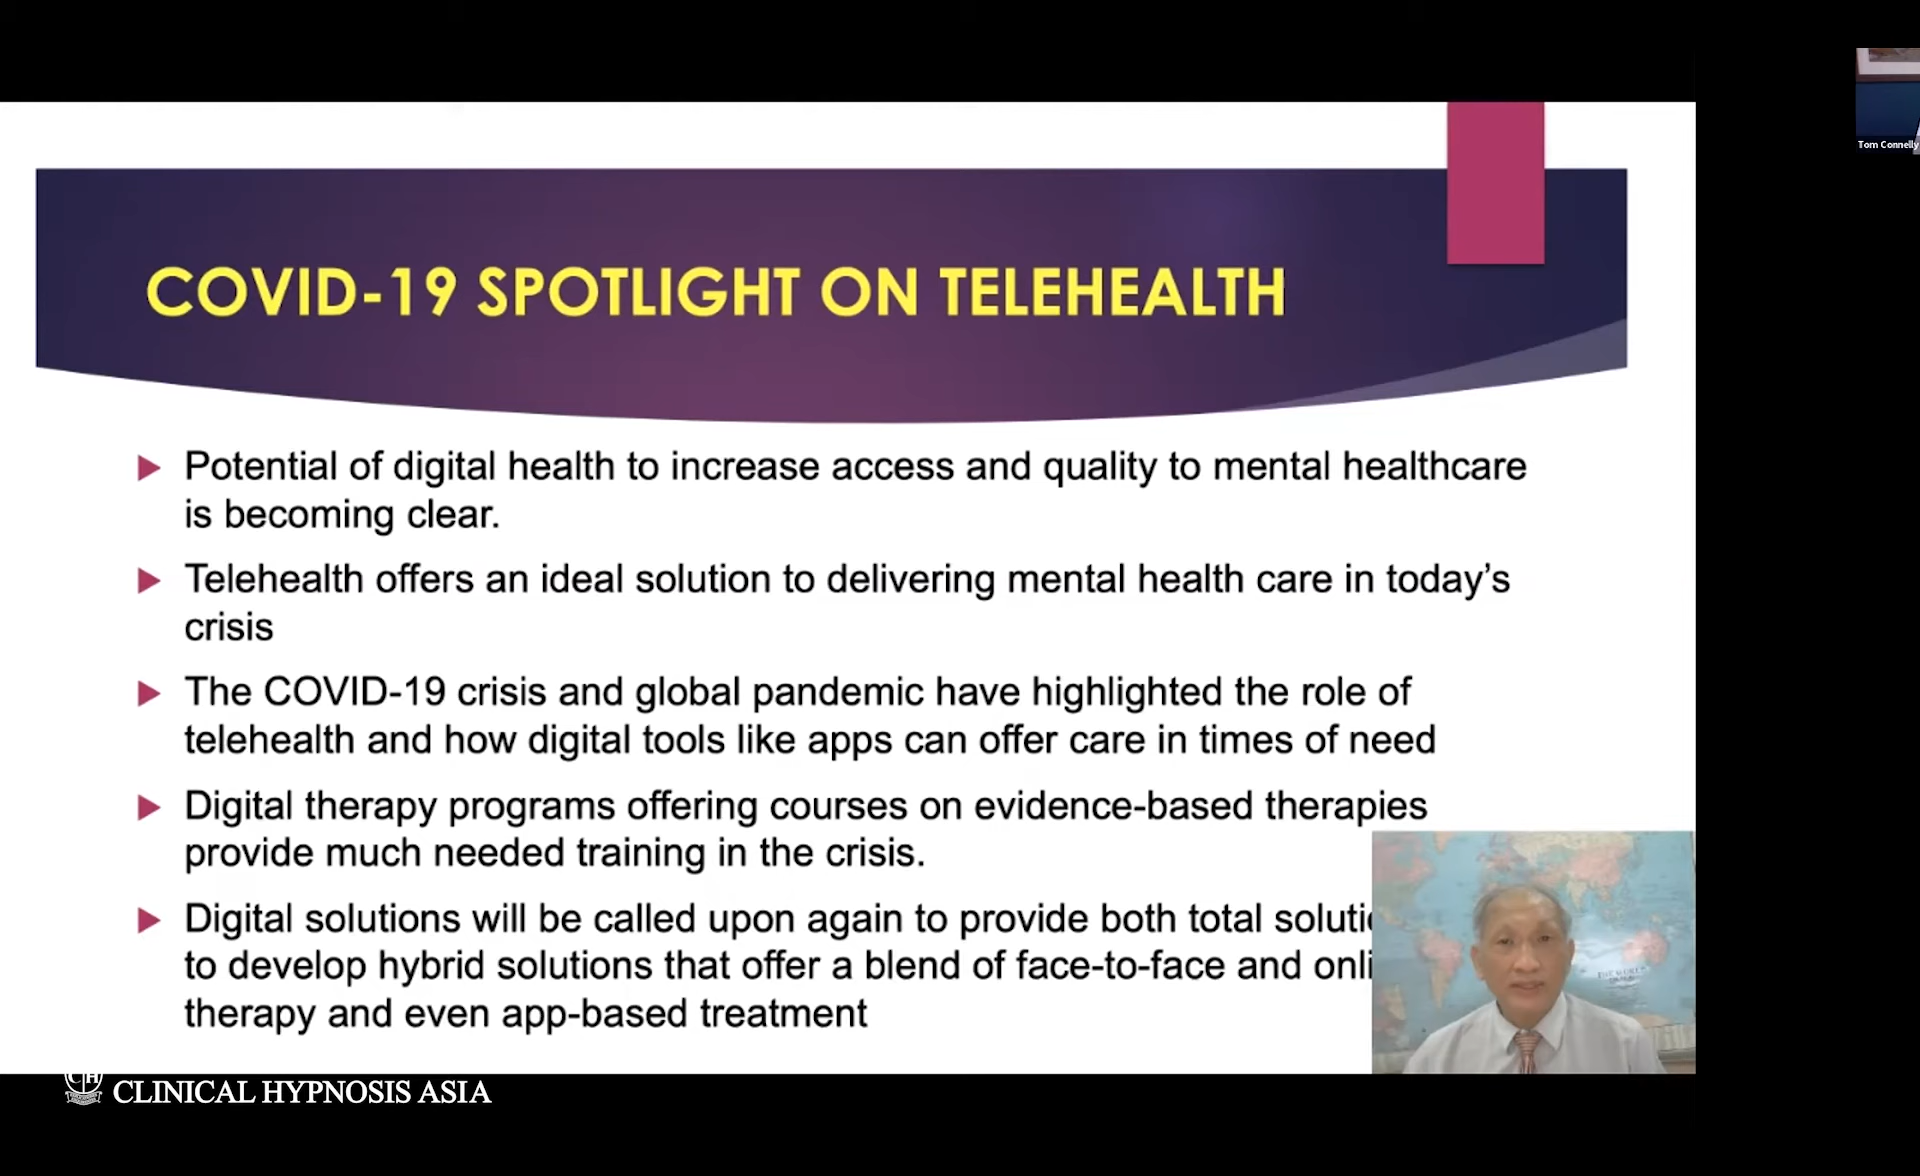 Tom Connelly
COVID-19 SPOTLIGHT ON TELEHEALTH
Potential of digital health to increase access and quality to mental healthcare
is becoming clear.
Telehealth offers an ideal solution to delivering mental health care in today's
crisis
The COVID-19 crisis and global pandemic have highlighted the role of
telehealth and how digital tools like apps can offer care in times of need
Digital therapy programs offering courses on evidence-based therapies
provide much needed training in the crisis.
Digital solutions will be called upon again to provide both total
to develop hybrid solutions that offer a blend of face-to-face and
therapy and even app-based treatment
CLINICAL HYPNOSIS ASIA